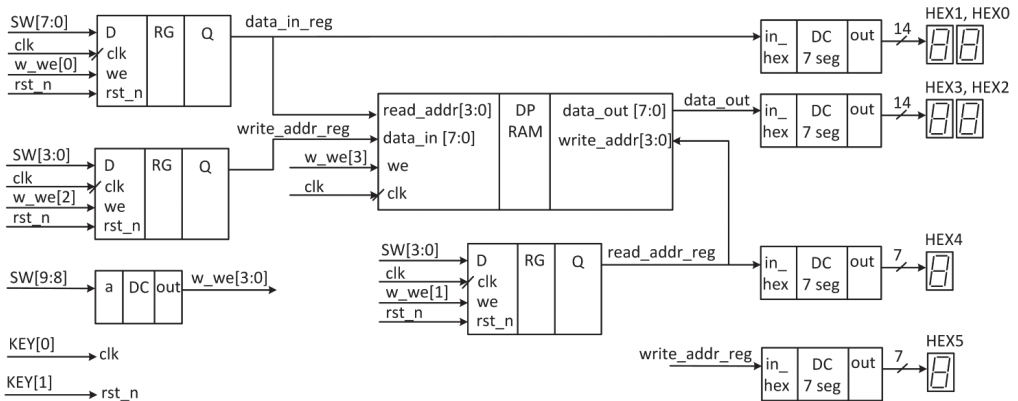 SW[7:0]
clk
w_we[0]
rst_n
D
clk
we
rst_n
RG
Q
data_in_reg
in_
hex
DC
7 seg
out
14
HEX1, HEX0
SW[3:0]
clk
w_we[2]
rst_n
D
clk
we
rst_n
RG
Q
write_addr_reg
w_we[3]
clk
read_addr[3:0]
data_in [7:0]
we
clk
DP
RAM
data_out [7:0]
write_addr[3:0]
data_out
in_
hex
DC
7 seg
out
14
HEX3, HEX2
SW[3:0]
clk
w_we[1]
rst_n
D
clk
we
rst_n
RG
Q
read_addr_reg
in_
hex
DC
7 seg
out
7
HEX4
SW[9:8]
a
DC
out
w_we[3:0]
KEY[0]
clk
KEY[1]
rst_n
write_addr_reg
in_
hex
DC
7 seg
out
7
HEX5